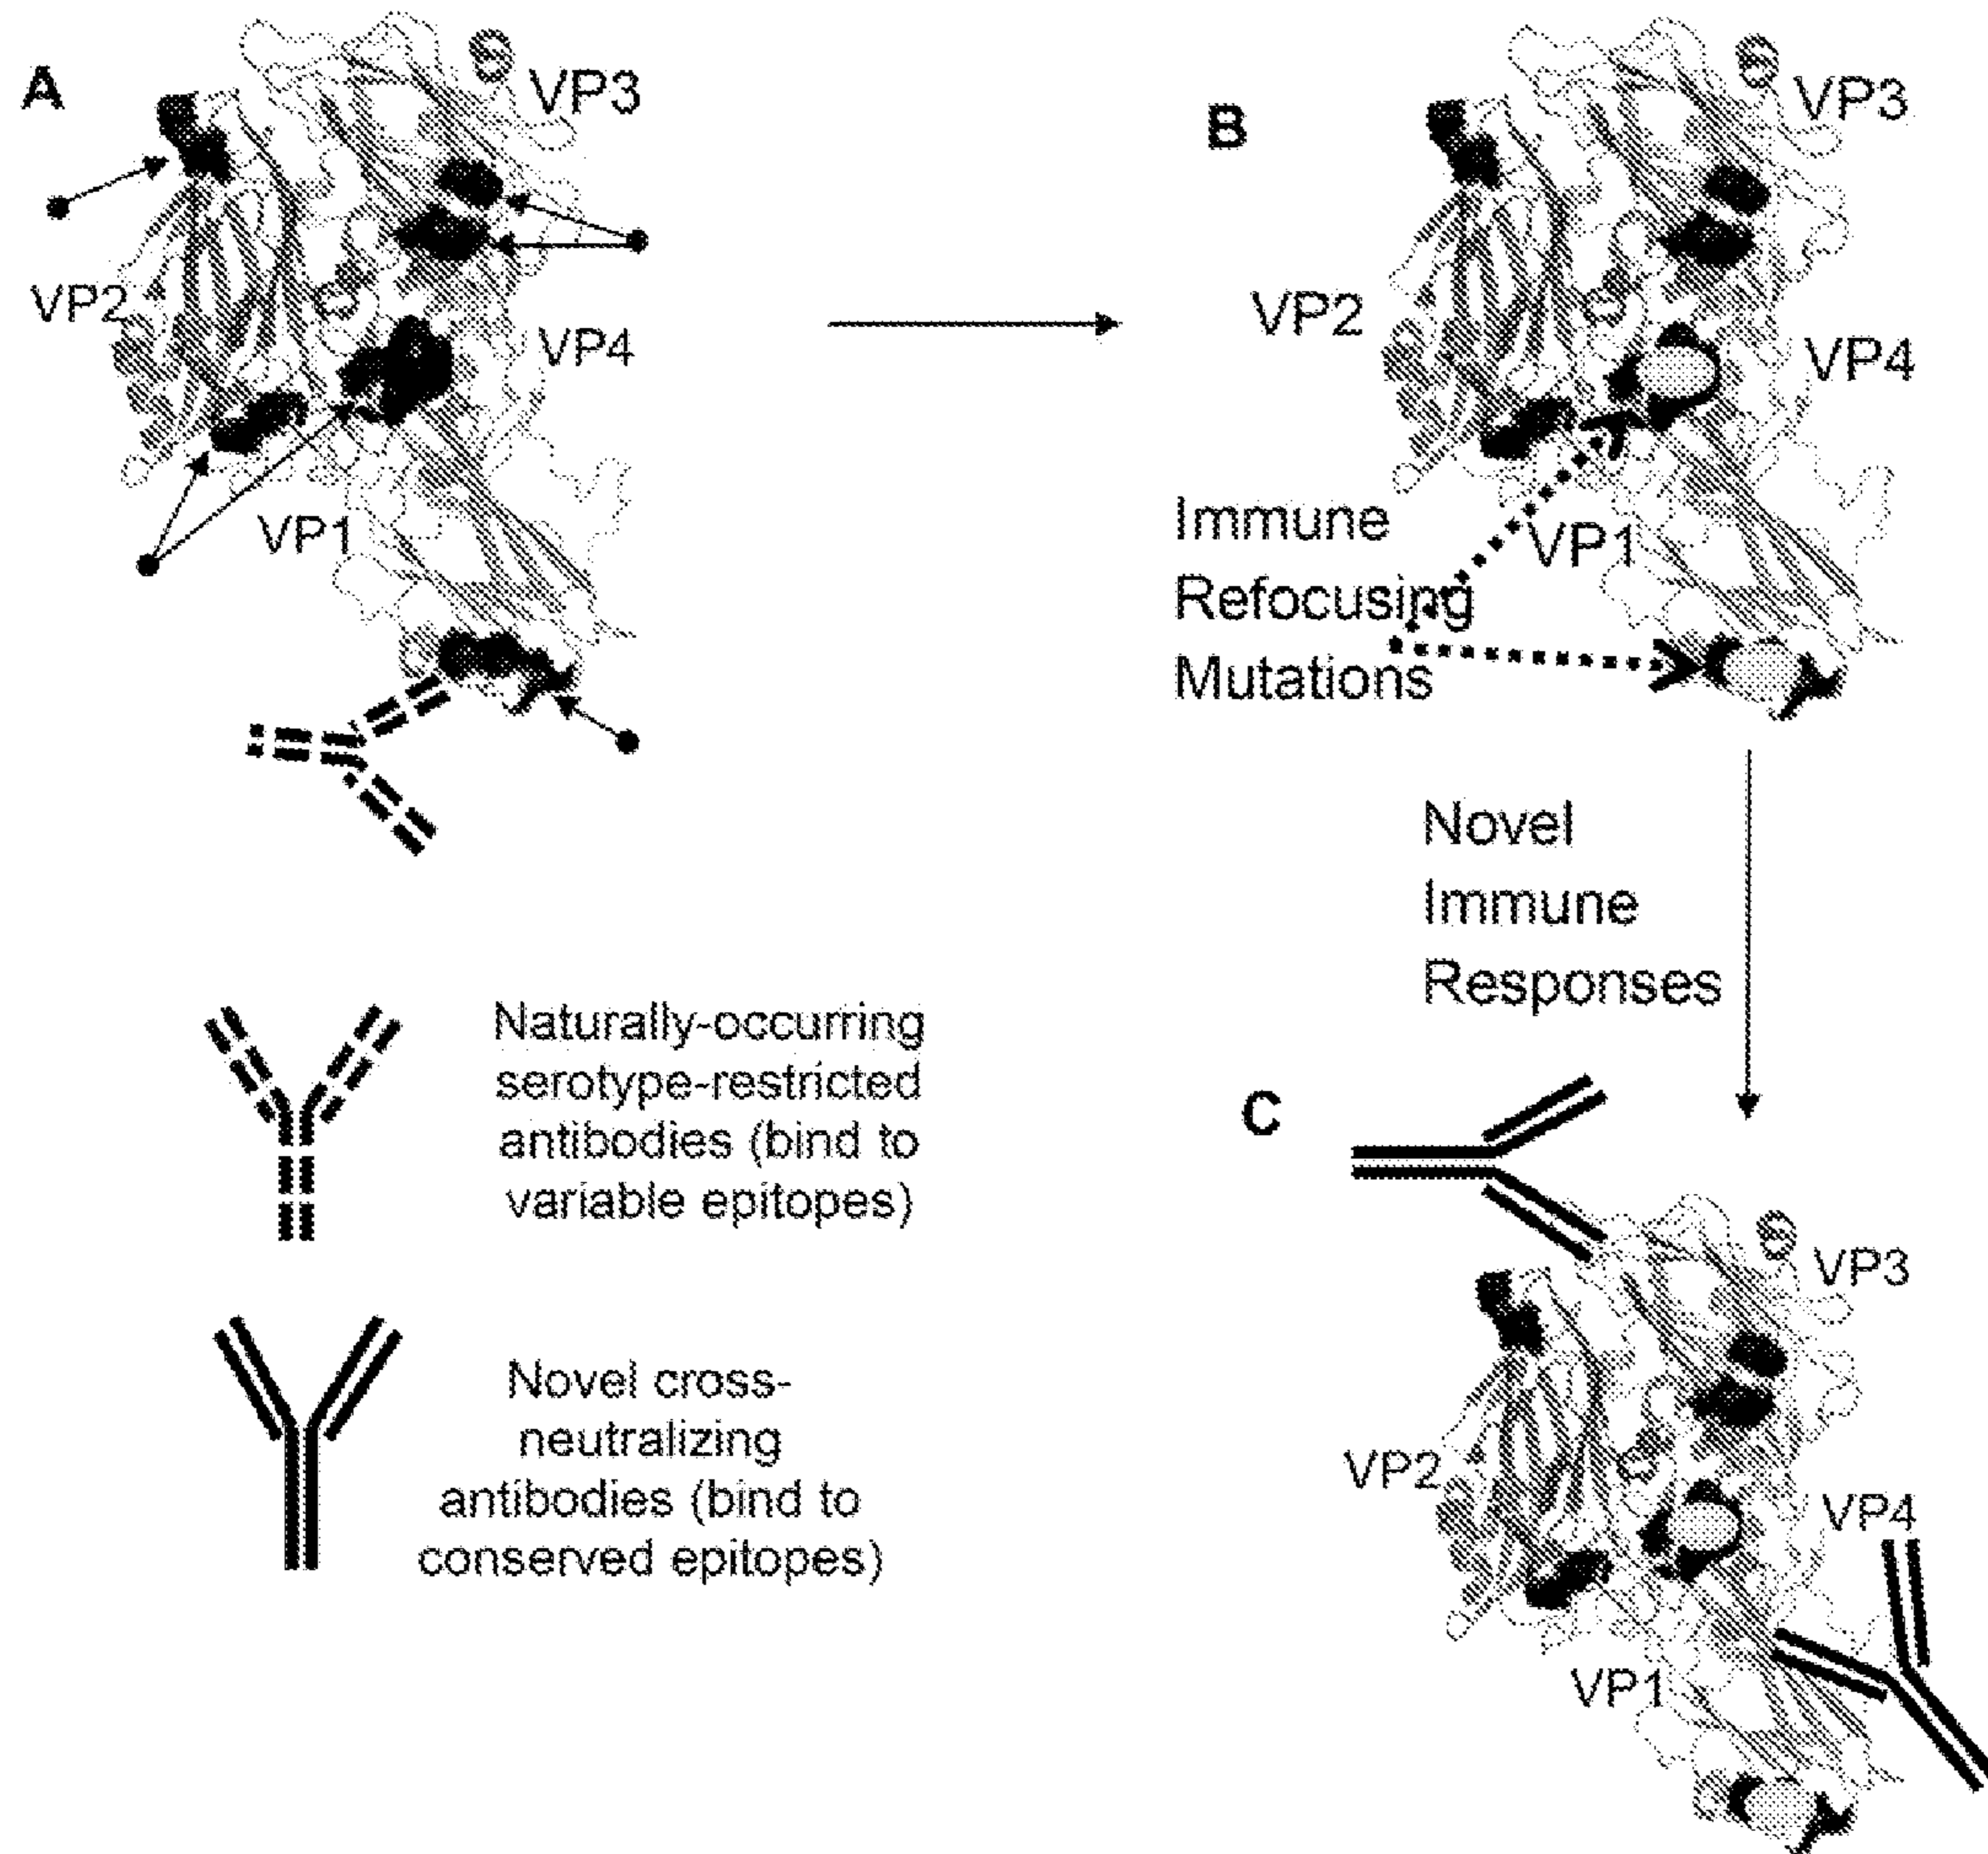 A
VP3
VP2
VP4
VP1
B
VP3
VP2
VP4
VP1
Immune
Refocusing
Mutations
Novel
Immune
Responses
Naturally-occurring
serotype-restricted
antibodies (bind to
variable epitopes)
Novel cross-
neutralizing
antibodies (bind to
conserved epitopes)
C
VP3
VP2
VP4
VP1